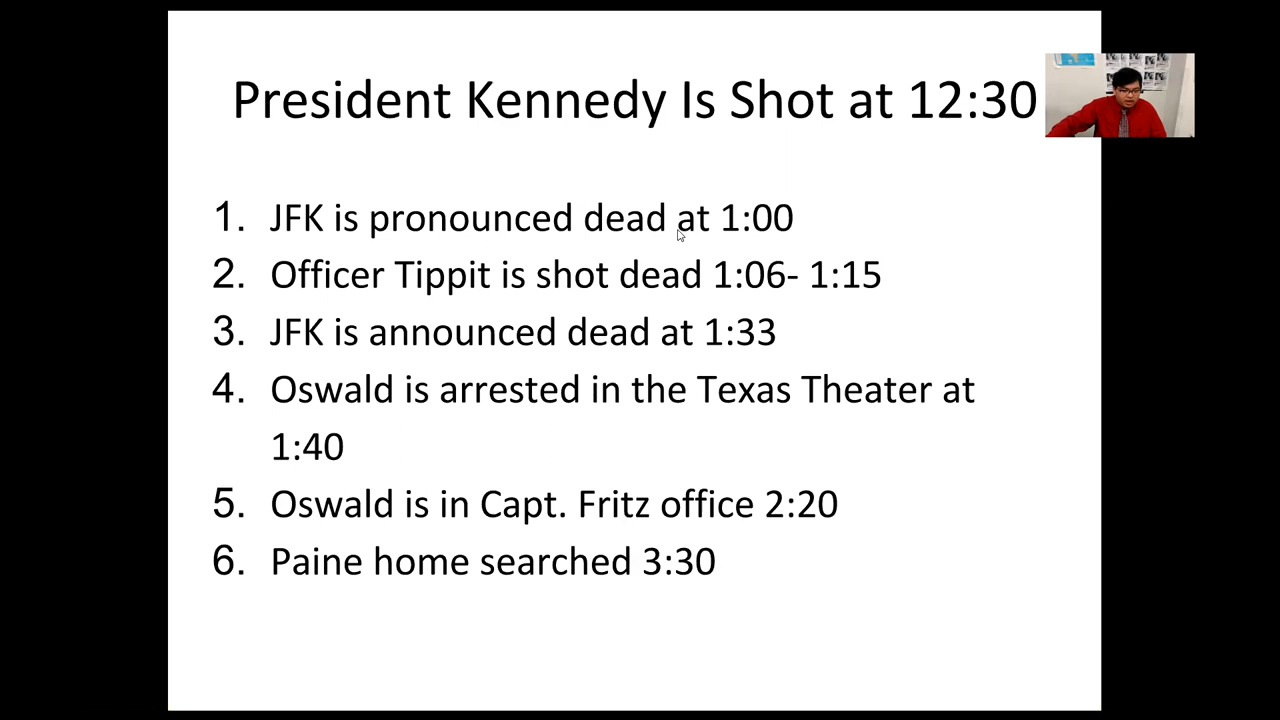 President Kennedy Is Shot at 12:30
1. JFK is pronounced dead at 1:00
2. Officer Tippit is shot dead 1:06- 1:15
3. JFK is announced dead at 1:33
4. Oswald is arrested in the Texas Theater at
1:40
5. Oswald is in Capt. Fritz office 2:20
6. Paine home searched 3:30